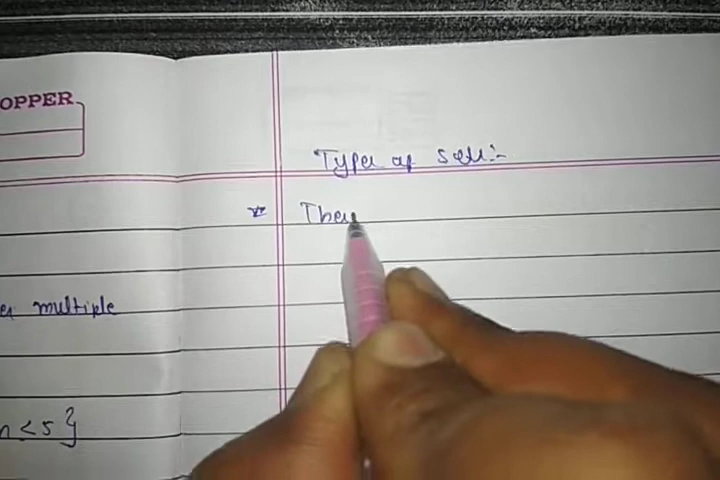 OPPER
Types of Sets:-
* The
multiple
n < 5 }